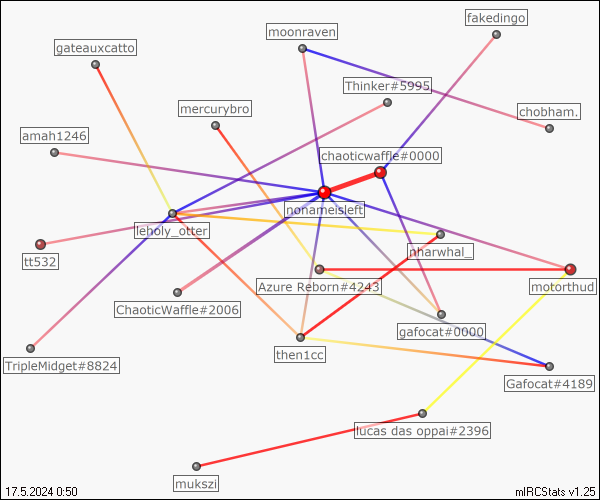 moonraven
fakedingo
gateauxcatto
Thinker#5995
mercurybro
chobham.
amah1246
chaoticwaffle#0000
nonameisleft
leholy_otter
nharwhal_
tt532
Azure Reborn#4243
motorthud
ChaoticWaffle#2006
gafocat#0000
then1cc
TripleMidget#8824
Gafocat#4189
lucas das oppai#2396
mukszi
17.5.2024 0:50
mIRCStats v1.25